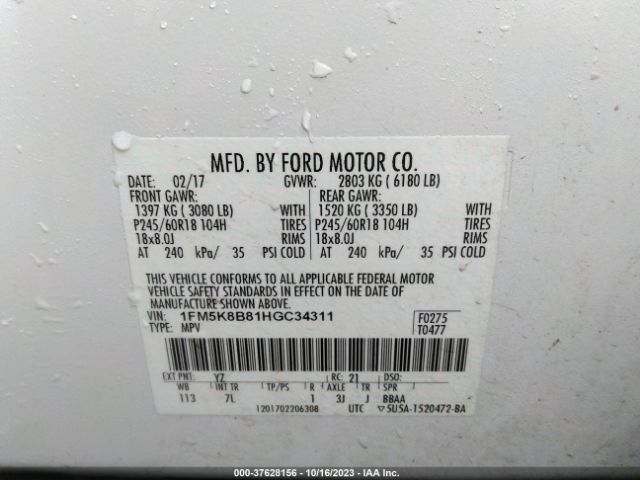 MFD. BY FORD MOTOR CO.
DATE: 02/17 GVWR: 2803 KG ( 6180 LB)
FRONT GAWR: REAR GAWR:
1397 KG ( 3080 LB) WITH 1520 KG ( 3350 LB) WITH
P245/60R18 104H TIRES P245/60R18 104H TIRES
18x8.0J RIMS 18x8.0J RIMS
AT 240 kPa/ 35 PSI COLD AT 240 kPa/ 35 PSI COLD
THIS VEHICLE CONFORMS TO ALL APPLICABLE FEDERAL MOTOR
VEHICLE SAFETY STANDARDS IN EFFECT ON THE DATE OF
MANUFACTURE SHOWN ABOVE.
VIN: 1FM5K8B81HGC34311 F0275
TYPE: MPV T0477
EXT PNT: YZ RC: 21 DSO:
WB INT TR TP/PS R AXLE TR SPR
113 7L 1 3J J BBAA
1201702206308 UTC ▽5U5A-1520472-BA
000-37628156 - 10/16/2023 - IAA Inc.